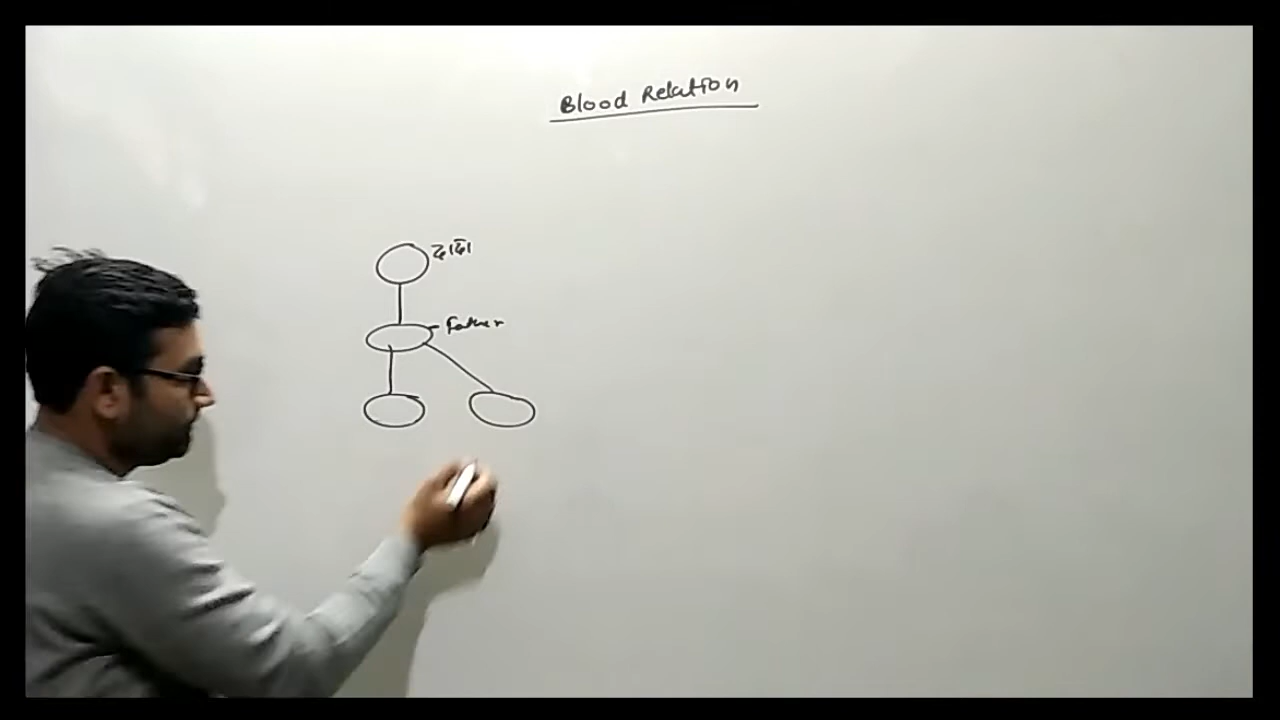 Blood Relation
दादा
Father